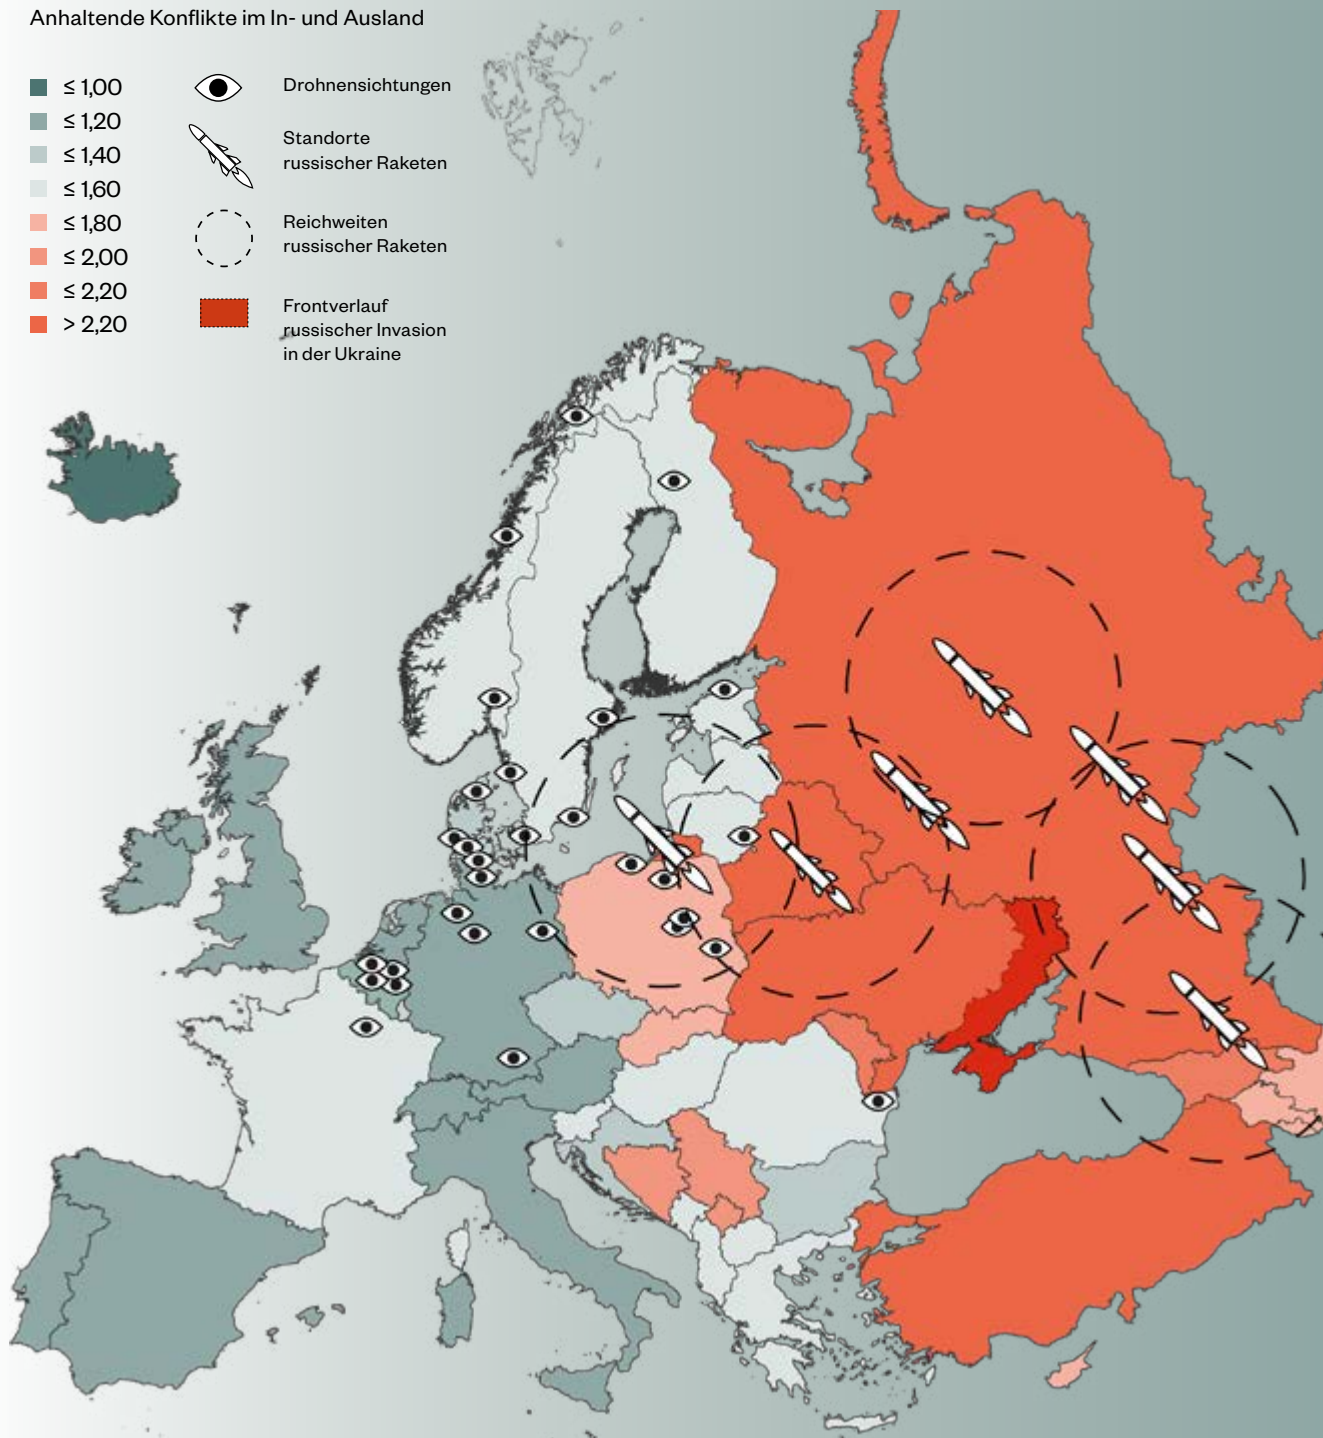 Anhaltende Konflikte im In- und Ausland
≤ 1,00
≤ 1,20
≤ 1,40
≤ 1,60
≤ 1,80
≤ 2,00
≤ 2,20
> 2,20
Drohnensichtungen
Standorte
russischer Raketen
Reichweiten
russischer Raketen
Frontverlauf
russischer Invasion
in der Ukraine